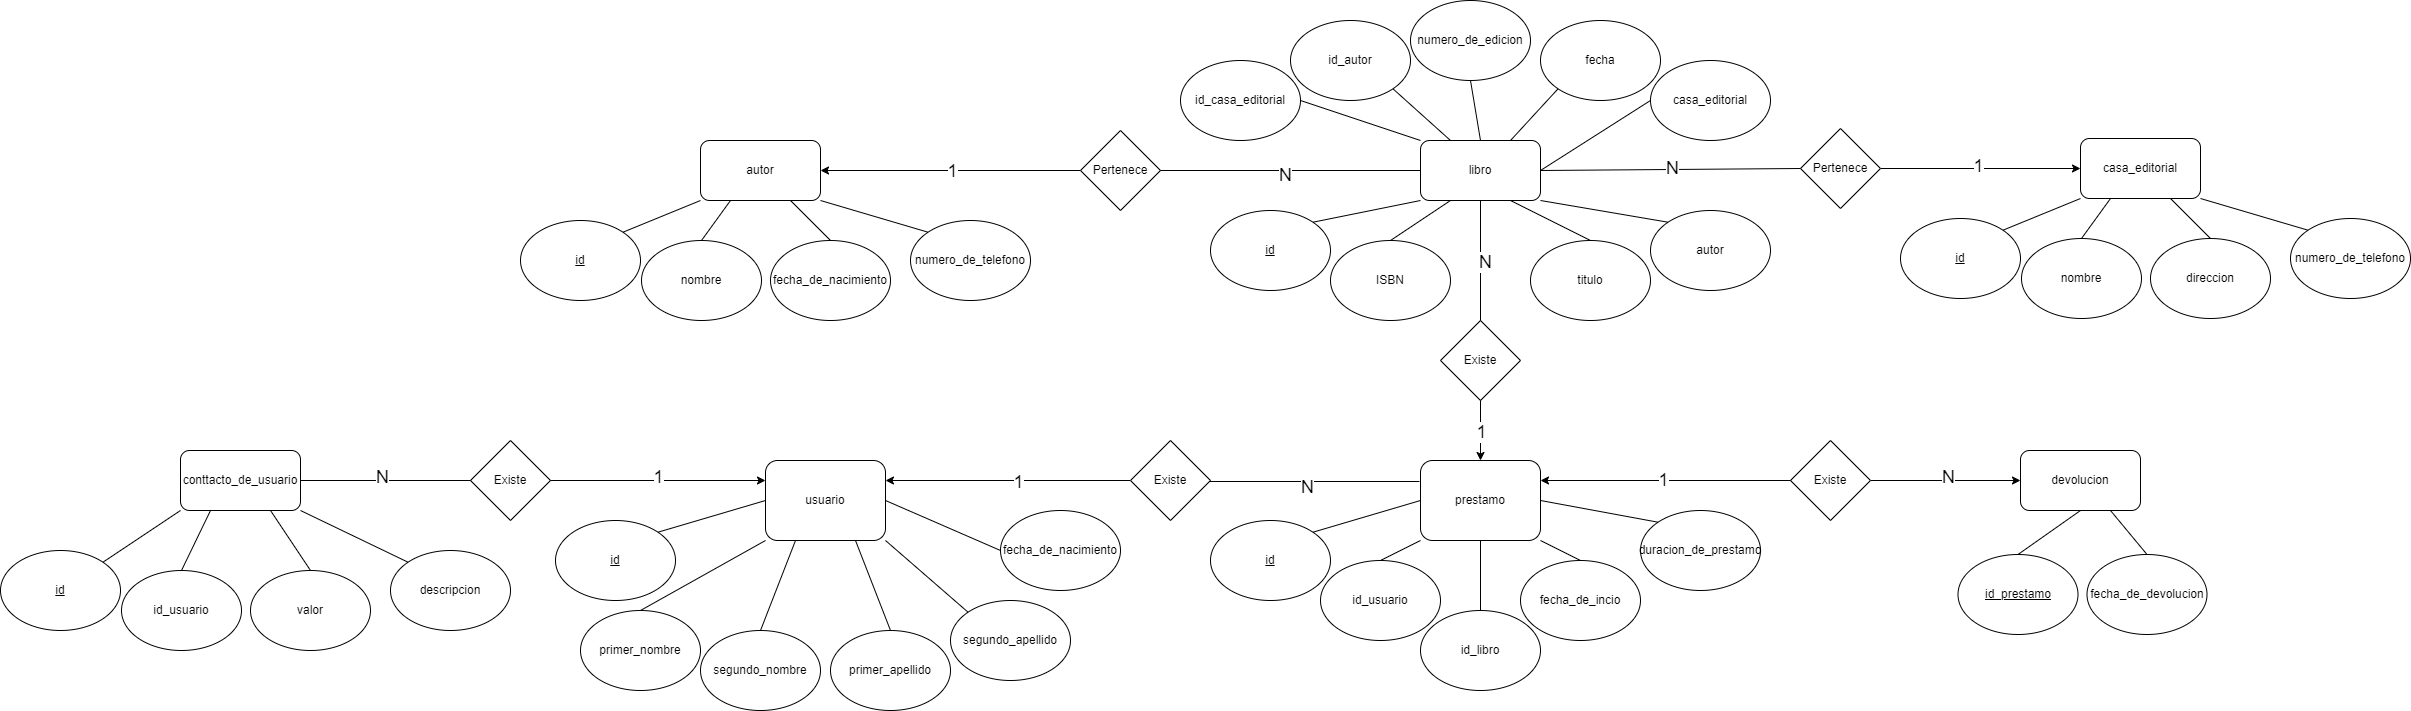 numero_de_edicion
id_autor
fecha
id_casa_editorial
casa_editorial
autor
1
Pertenece
N
libro
N
Pertenece
1
casa_editorial
id
nombre
fecha_de_nacimiento
numero_de_telefono
id
ISBN
titulo
autor
id
nombre
direccion
numero_de_telefono
N
Existe
1
conttacto_de_usuario
N
Existe
1
usuario
1
Existe
N
prestamo
1
Existe
N
devolucion
id
id_usuario
valor
descripcion
id
primer_nombre
segundo_nombre
primer_apellido
segundo_apellido
fecha_de_nacimiento
id
id_usuario
id_libro
fecha_de_incio
duracion_de_prestamo
id_prestamo
fecha_de_devolucion